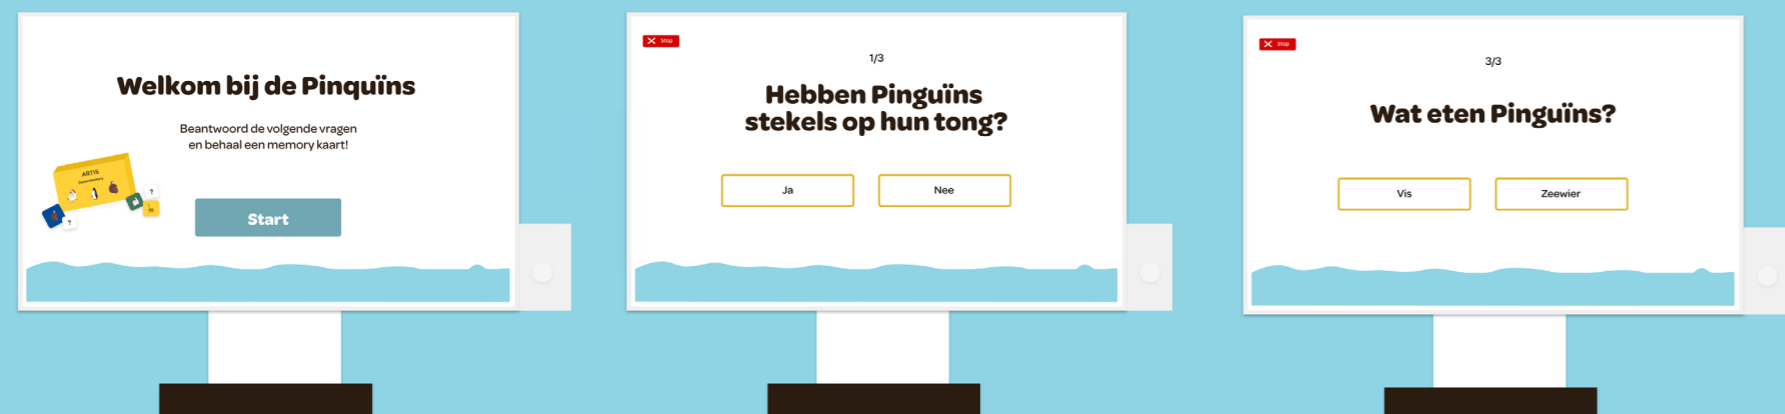 Welkom bij de Pinquïns
Beantwoord de volgende vragen
en behaal een memory kaart!
ARTIS
?
?
Start
Stop
1/3
Hebben Pinguïns
stekels op hun tong?
Ja
Nee
Stop
3/3
Wat eten Pinguïns?
Vis
Zeewier